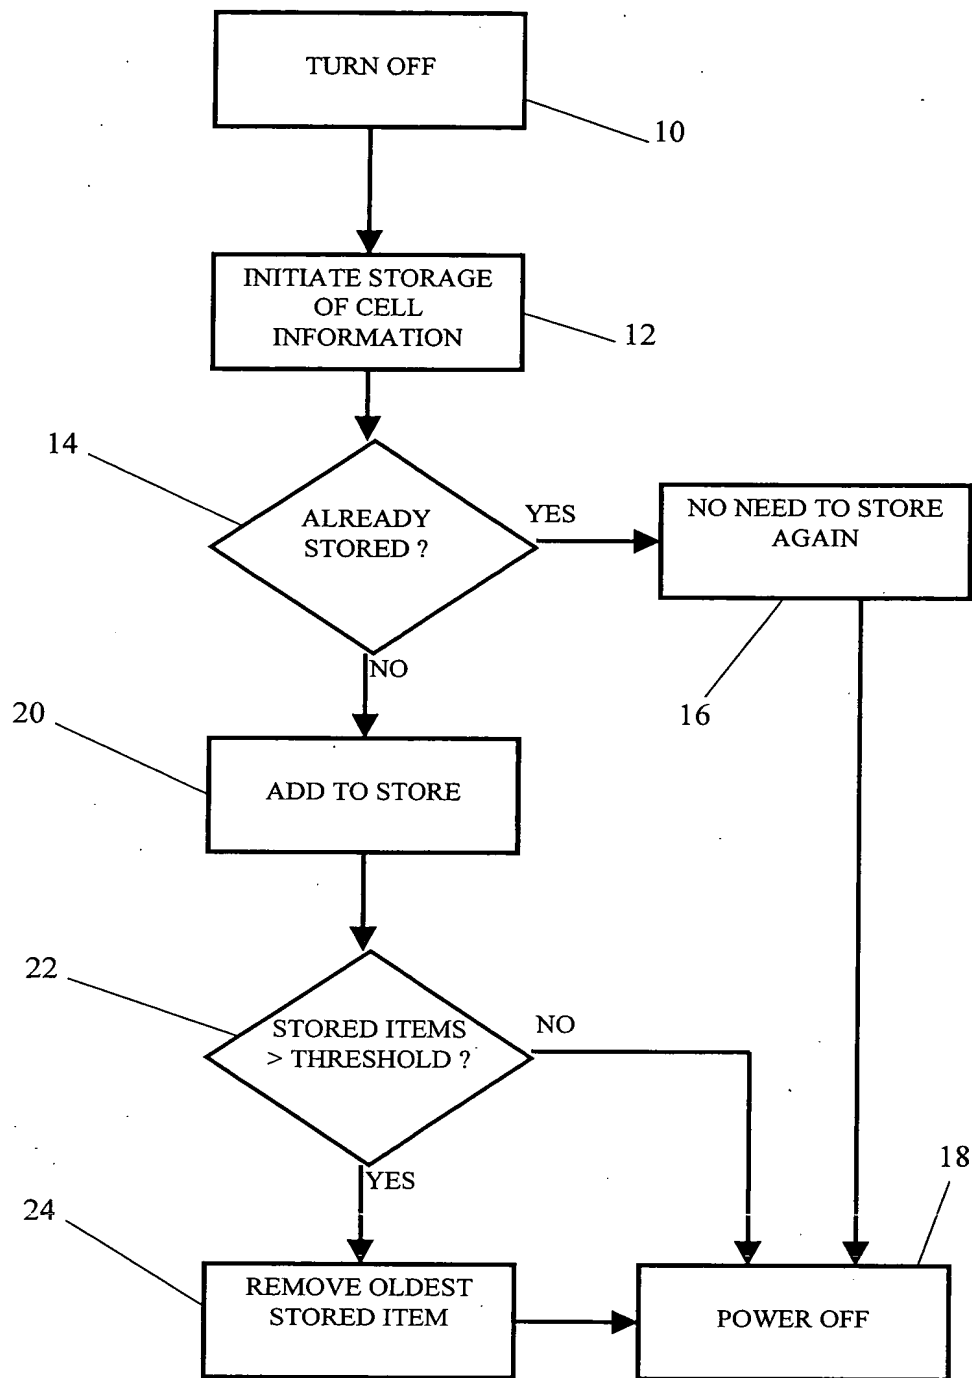 TURN OFF
10
INITIATE STORAGE
OF CELL
INFORMATION
12
14
ALREADY
STORED ?
YES
NO NEED TO STORE
AGAIN
NO
16
20
ADD TO STORE
22
STORED ITEMS
> THRESHOLD ?
NO
YES
18
24
REMOVE OLDEST
STORED ITEM
POWER OFF